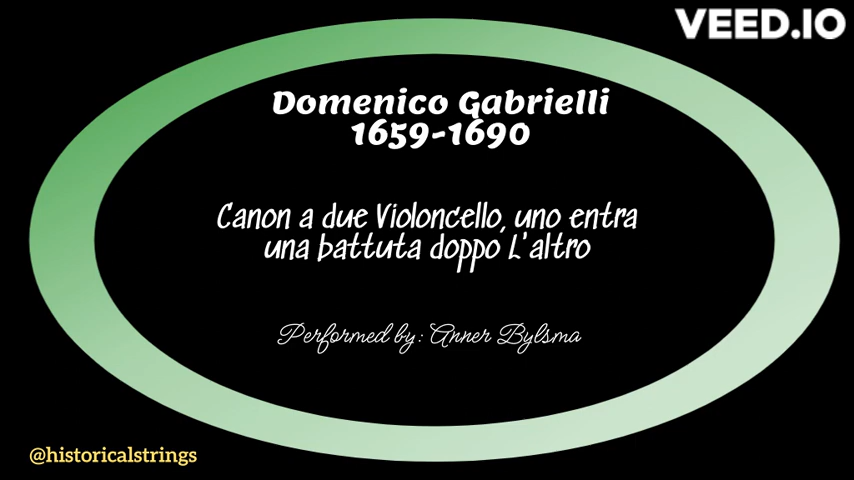 VEED.IO
Domenico Gabrielli
1659-1690
Canon a due Violoncello, uno entra
una battuta doppo L'altro
Performed by: Anner Bylsma
@historicalstrings